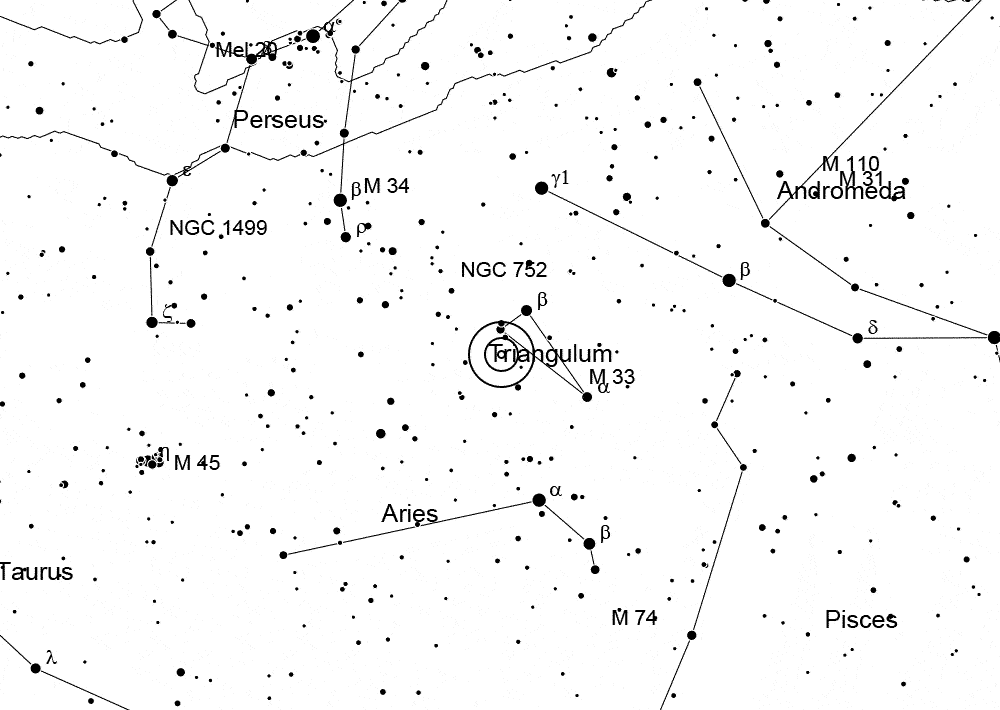 α
Mel 20
δ
Perseus
ε
β
M 34
γ1
M 110
M 31
Andromeda
NGC 1499
ρ
NGC 752
β
ζ
β
δ
Triangulum
M 33
α
η
M 45
α
Aries
β
Taurus
M 74
Pisces
λ